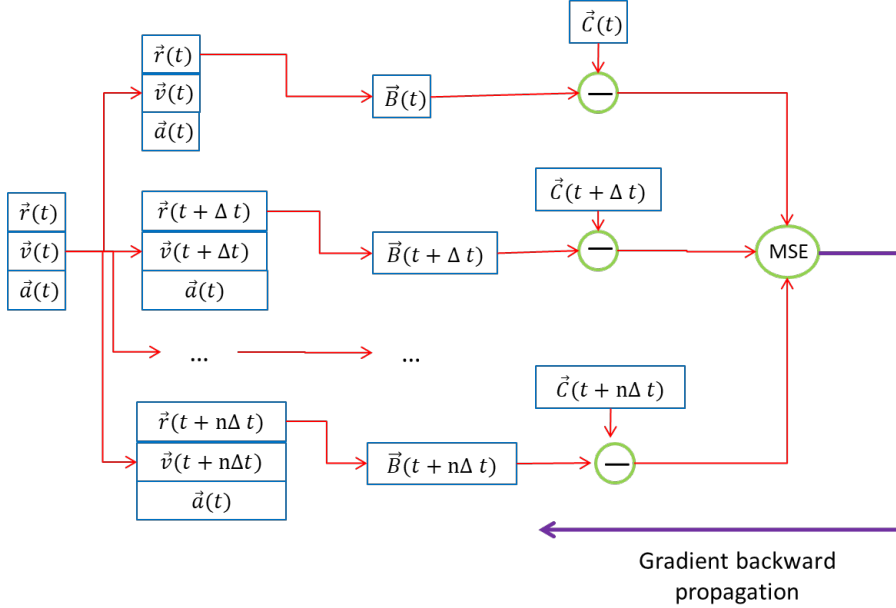 C⃗(t)
r⃗(t)
v⃗(t)
a⃗(t)
B⃗(t)
—
r⃗(t)
v⃗(t)
a⃗(t)
r⃗(t + Δ t)
v⃗(t + Δt)
a⃗(t)
B⃗(t + Δ t)
C⃗(t + Δ t)
—
MSE
...
...
r⃗(t + nΔ t)
v⃗(t + nΔt)
a⃗(t)
B⃗(t + nΔ t)
C⃗(t + nΔ t)
—
Gradient backward
propagation